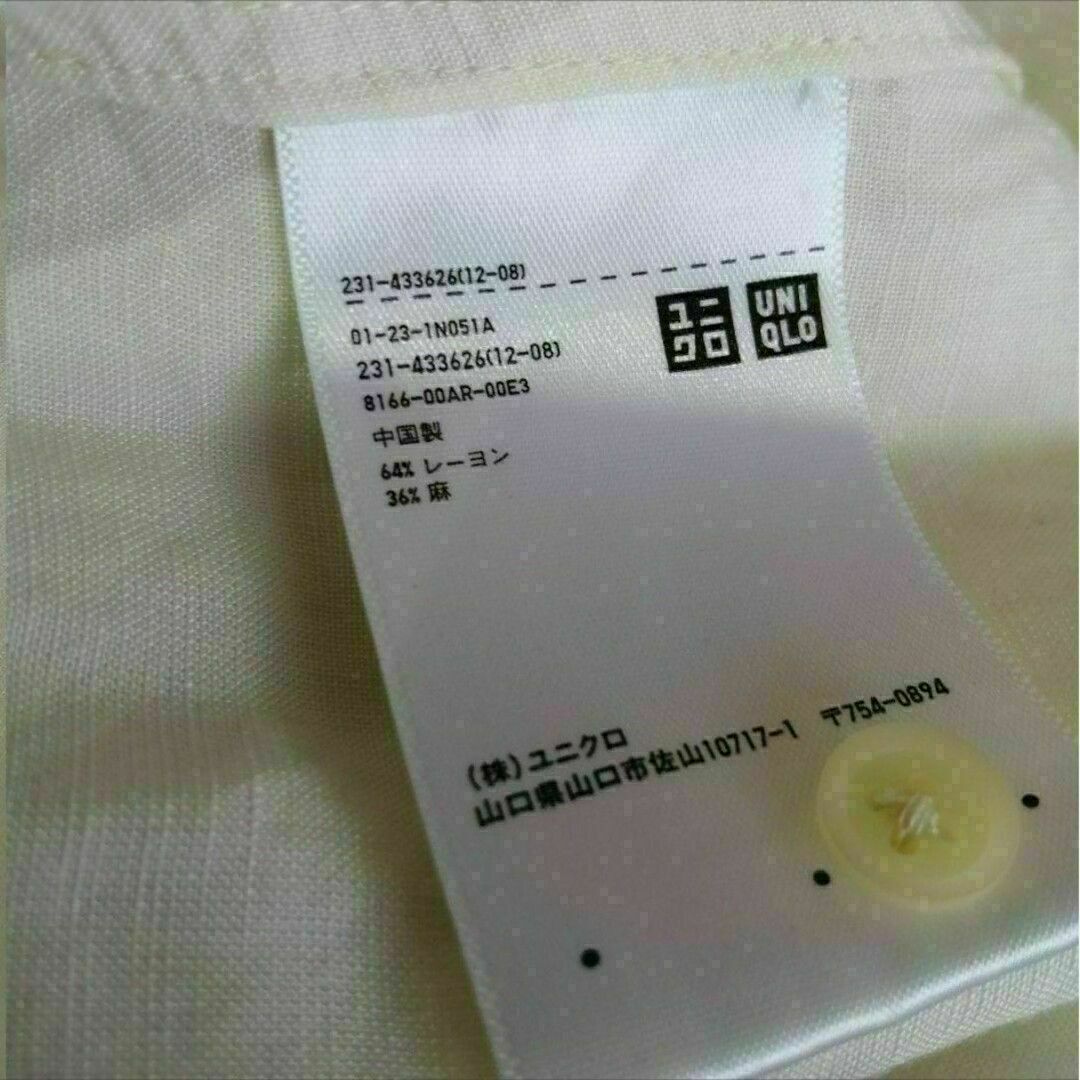 231-433626(12-08)
01-23-1N051A
231-433626(12-08)
8166-00AR-00E3
中国製
64% レーヨン
36% 麻
ユニ
クロ
UNI
QLO
(株)ユニクロ
山口県山口市佐山10717-1 〒754-0894